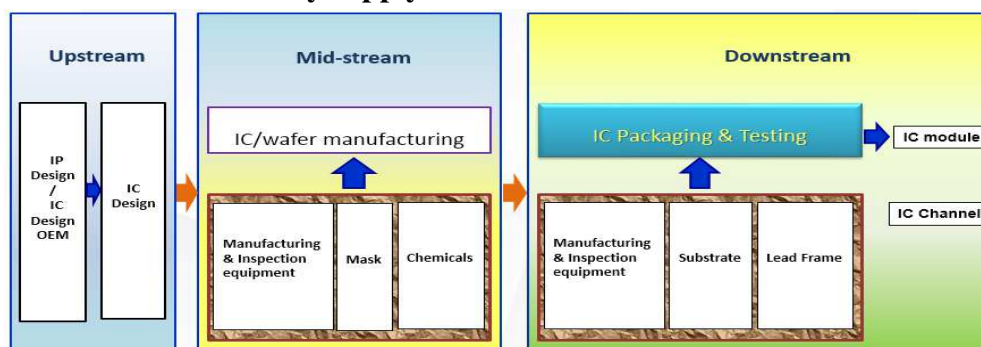 Upstream
Mid-stream
Downstream
IP
Design
/
IC
Design
OEM
IC
Design
IC/wafer manufacturing
Manufacturing
& Inspection
equipment
Mask
Chemicals
IC Packaging & Testing
Manufacturing
& Inspection
equipment
Substrate
Lead Frame
IC module
IC Channel